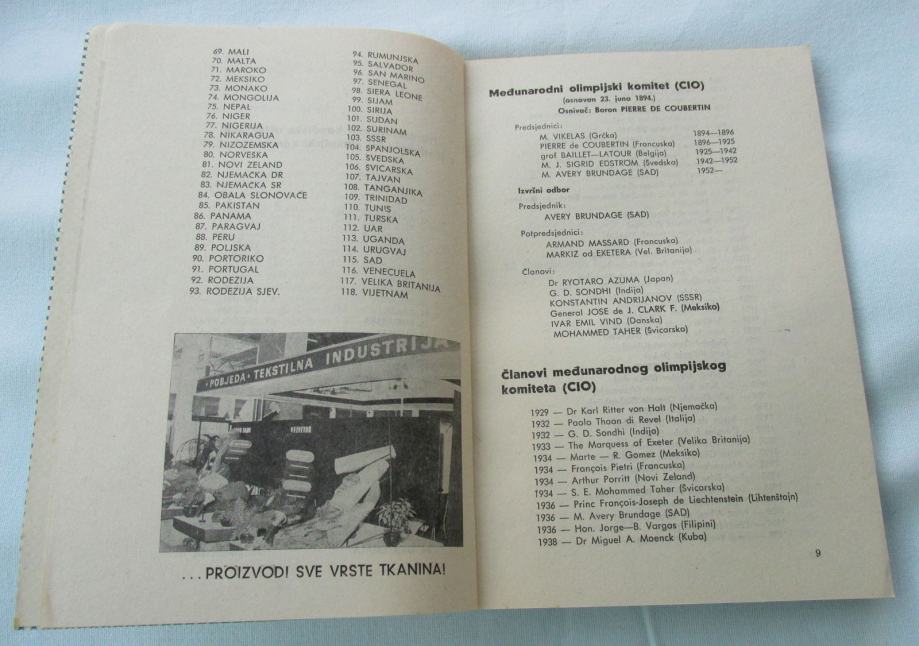 69. MALI
70. MALTA
71. MAROKO
72. MEKSIKO
73. MONAKO
74. MONGOLIJA
75. NEPAL
76. NIGER
77. NIGERIJA
78. NIKARAGUA
79. NIZOZEMSKA
80. NORVEŠKA
81. NOVI ZELAND
82. NJEMAČKA DR
83. NJEMAČKA SR
84. OBALA SLONOVAČE
85. PAKISTAN
86. PANAMA
87. PARAGVAJ
88. PERU
89. POLJSKA
90. PORTORIKO
91. PORTUGAL
92. RODEZIJA
93. RODEZIJA SJEV.
94. RUMUNJSKA
95. SALVADOR
96. SAN MARINO
97. SENEGAL
98. SIERA LEONE
99. SIJAM
100. SIRIJA
101. SUDAN
102. SURINAM
103. SSSR
104. ŠPANJOLSKA
105. ŠVEDSKA
106. ŠVICARSKA
107. TAJVAN
108. TANGANJIKA
109. TRINIDAD
110. TUNIS
111. TURSKA
112. UAR
113. UGANDA
114. URUGVAJ
115. SAD
116. VENECUELA
117. VELIKA BRITANIJA
118. VIJETNAM
• POBJEDA • TEKSTILNA INDUSTRIJA
...PROIZVODI SVE VRSTE TKANINA!
Međunarodni olimpijski komitet (CIO)
(osnovan 23. juna 1894.)
Osnivač: Baron PIERRE DE COUBERTIN
Predsjednici:
M. VIKELAS (Grčka) 1894—1896
PIERRE de COUBERTIN (Francuska) 1896—1925
grof BAILLET—LATOUR (Belgija) 1925—1942
M. J. SIGRID EDSTROM (Švedska) 1942—1952
M. AVERY BRUNDAGE (SAD) 1952—
Izvršni odbor
Predsjednik:
AVERY BRUNDAGE (SAD)
Potpredsjednici:
ARMAND MASSARD (Francuska)
MARKIZ od EKETERA (Vel. Britanija)
Članovi:
Dr RYOTARO AZUMA (Japan)
G. D. SONDHI (Indija)
KONSTANTIN ANDRIJANOV (SSSR)
General JOSE de J. CLARK F. (Meksiko)
IVAR EMIL VIND (Danska)
MOHAMMED TAHER (Švicarska)
Članovi međunarodnog olimpijskog
komiteta (CIO)
1929 — Dr Karl Ritter von Halt (Njemačka)
1932 — Paolo Thaon di Revel (Italija)
1932 — G. D. Sondhi (Indija)
1933 — The Marquess of Exeter (Velika Britanija)
1934 — Marte — R. Gomez (Meksiko)
1934 — François Pietri (Francuska)
1934 — Arthur Porritt (Novi Zeland)
1934 — S. E. Mohammed Taher (Švicarska)
1936 — Princ François-Joseph de Liechtenstein (Lihtenštajn)
1936 — M. Avery Brundage (SAD)
1936 — Hon. Jorge—B. Vargas (Filipini)
1938 — Dr Miguel A. Moenck (Kuba)
9